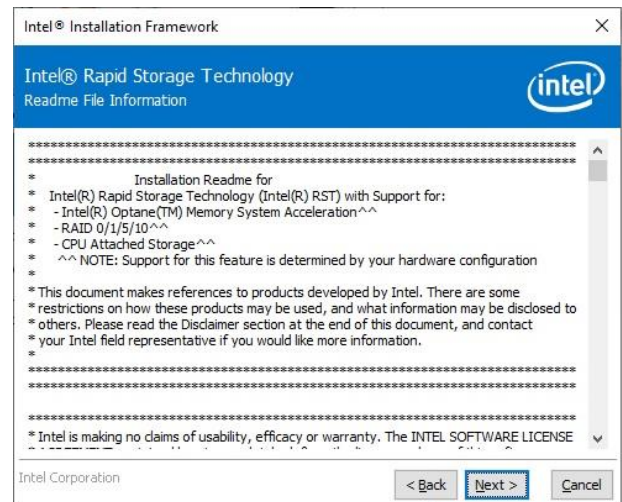 Intel® Installation Framework
Intel® Rapid Storage Technology
Readme File Information
intel
*******************************************************************************
*******************************************************************************
* Installation Readme for
* Intel(R) Rapid Storage Technology (Intel(R) RST) with Support for:
* - Intel(R) Optane(TM) Memory System Acceleration^^
* - RAID 0/1/5/10^^
* - CPU Attached Storage^^
* ^^ NOTE: Support for this feature is determined by your hardware configuration
*
* This document makes references to products developed by Intel. There are some
* restrictions on how these products may be used, and what information may be disclosed to
* others. Please read the Disclaimer section at the end of this document, and contact
* your Intel field representative if you would like more information.
*
*******************************************************************************
*******************************************************************************
*******************************************************************************
* Intel is making no claims of usability, efficacy or warranty. The INTEL SOFTWARE LICENSE
Intel Corporation
< Back
Next >
Cancel